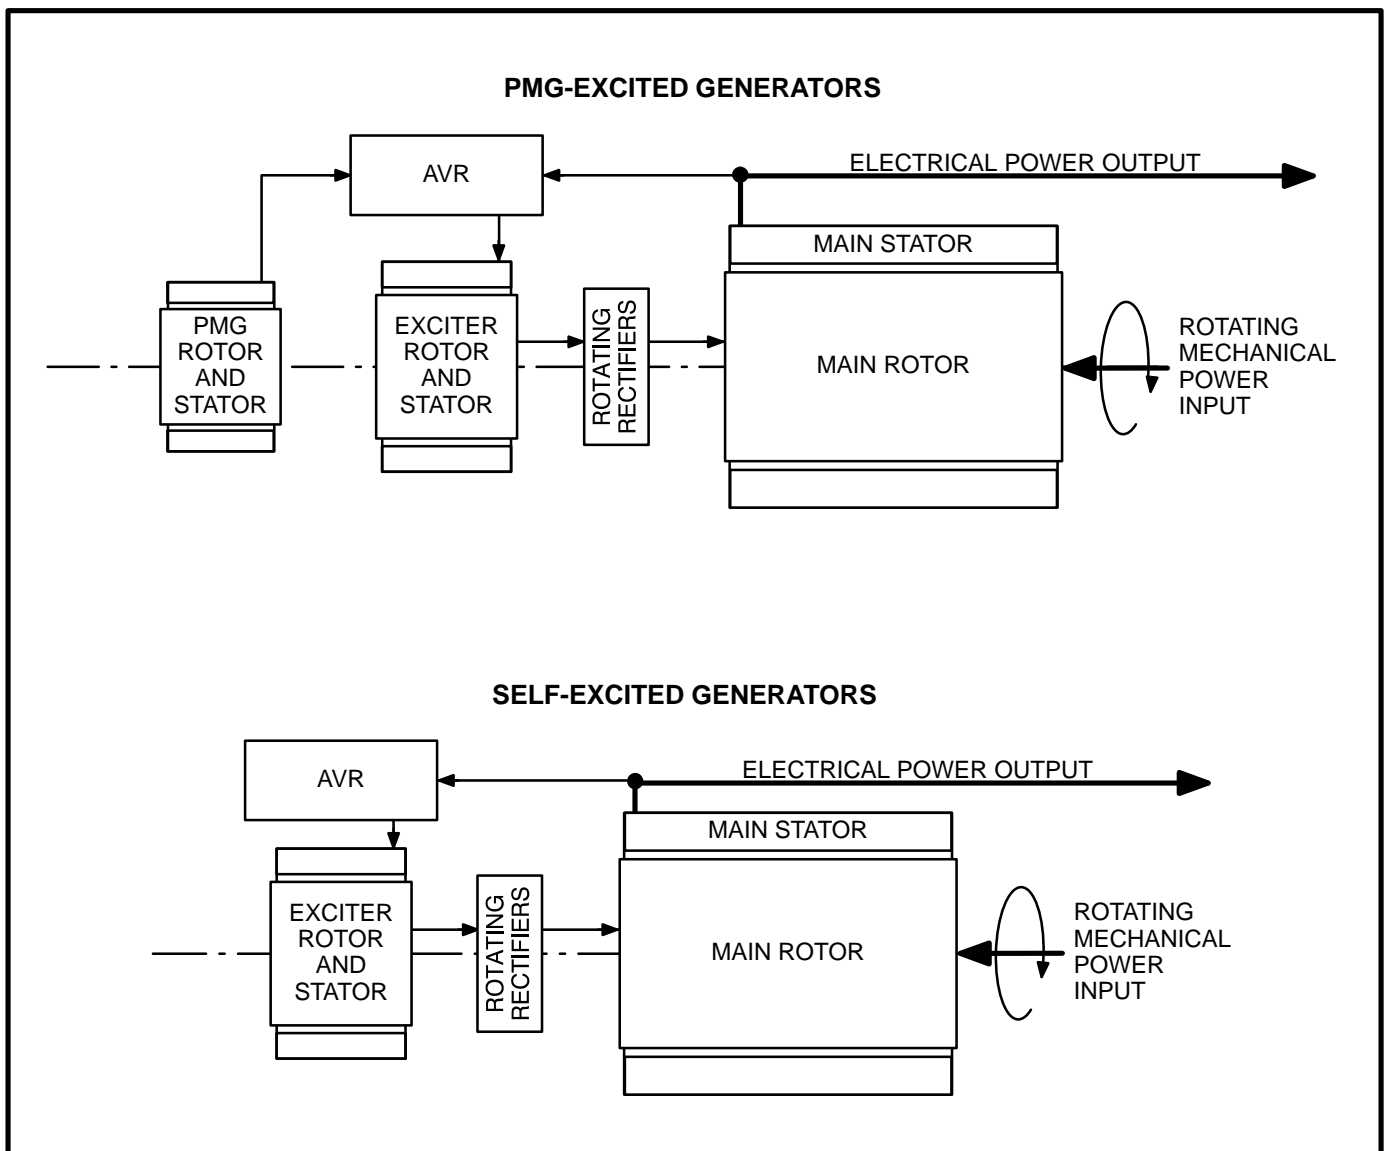 PMG-EXCITED GENERATORS
AVR
ELECTRICAL POWER OUTPUT
MAIN STATOR
PMG
ROTOR
AND
STATOR
EXCITER
ROTOR
AND
STATOR
ROTATING
RECTIFIERS
MAIN ROTOR
ROTATING
MECHANICAL
POWER
INPUT
SELF-EXCITED GENERATORS
AVR
ELECTRICAL POWER OUTPUT
MAIN STATOR
EXCITER
ROTOR
AND
STATOR
ROTATING
RECTIFIERS
MAIN ROTOR
ROTATING
MECHANICAL
POWER
INPUT